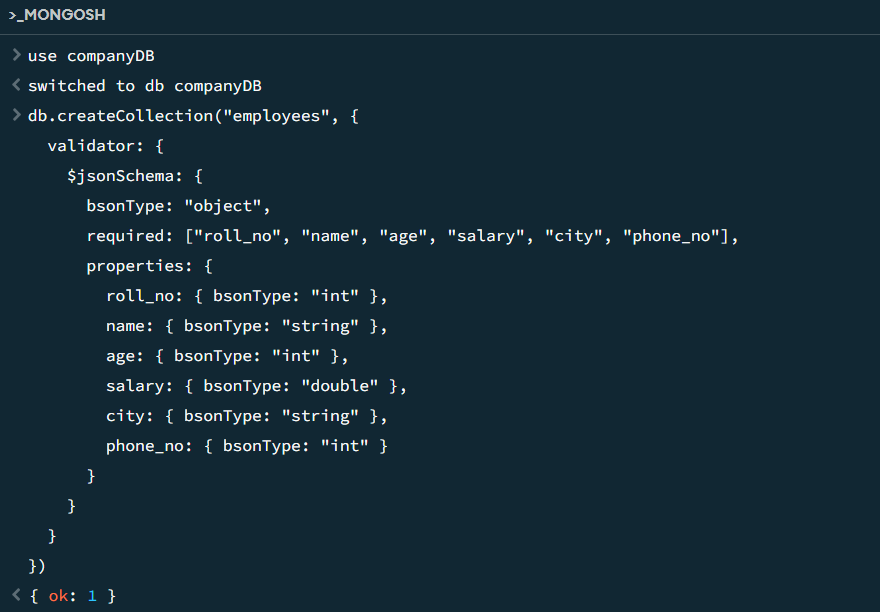 >_MONGOSH
> use companyDB
< switched to db companyDB
> db.createCollection("employees", {
    validator: {
      $jsonSchema: {
        bsonType: "object",
        required: ["roll_no", "name", "age", "salary", "city", "phone_no"],
        properties: {
          roll_no: { bsonType: "int" },
          name: { bsonType: "string" },
          age: { bsonType: "int" },
          salary: { bsonType: "double" },
          city: { bsonType: "string" },
          phone_no: { bsonType: "int" }
        }
      }
    }
  })
< { ok: 1 }